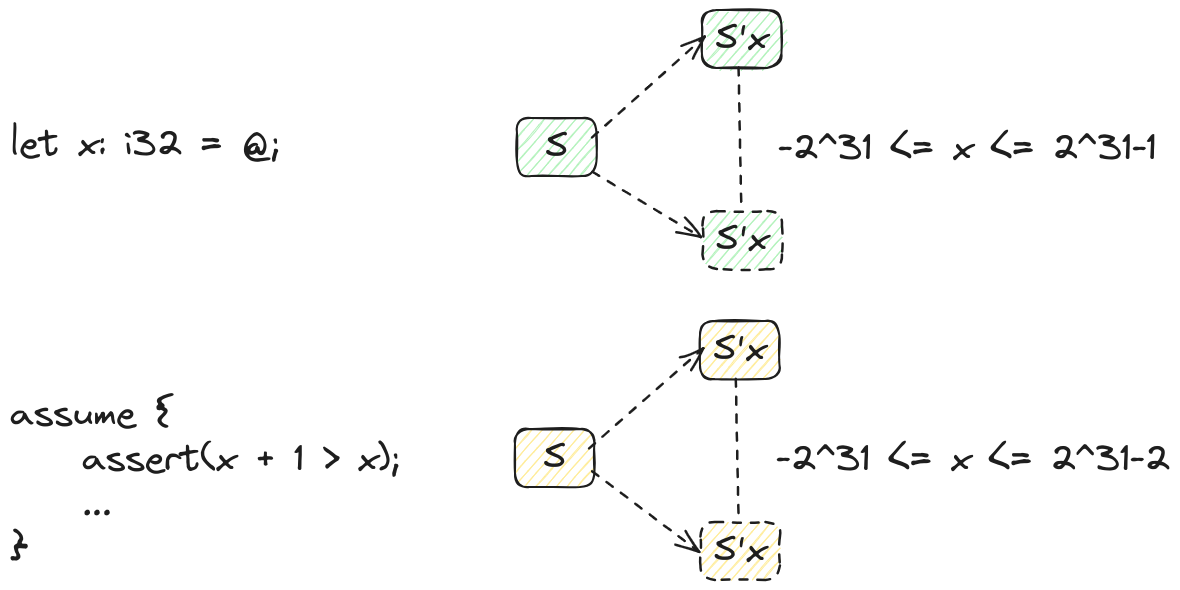 S'x
let x: i32 = @;
S
-2^31 <= x <= 2^31-1
S'x
S'x
assume {
assert(x + 1 > x);
S
-2^31 <= x <= 2^31-2
...
}
S'x